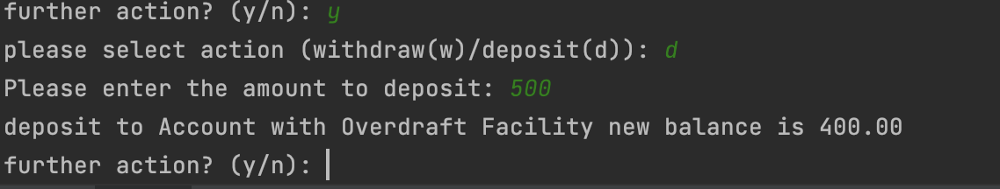 further action? (y/n): y
please select action (withdraw(w)/deposit(d)): d
Please enter the amount to deposit: 500
deposit to Account with Overdraft Facility new balance is 400.00
further action? (y/n):